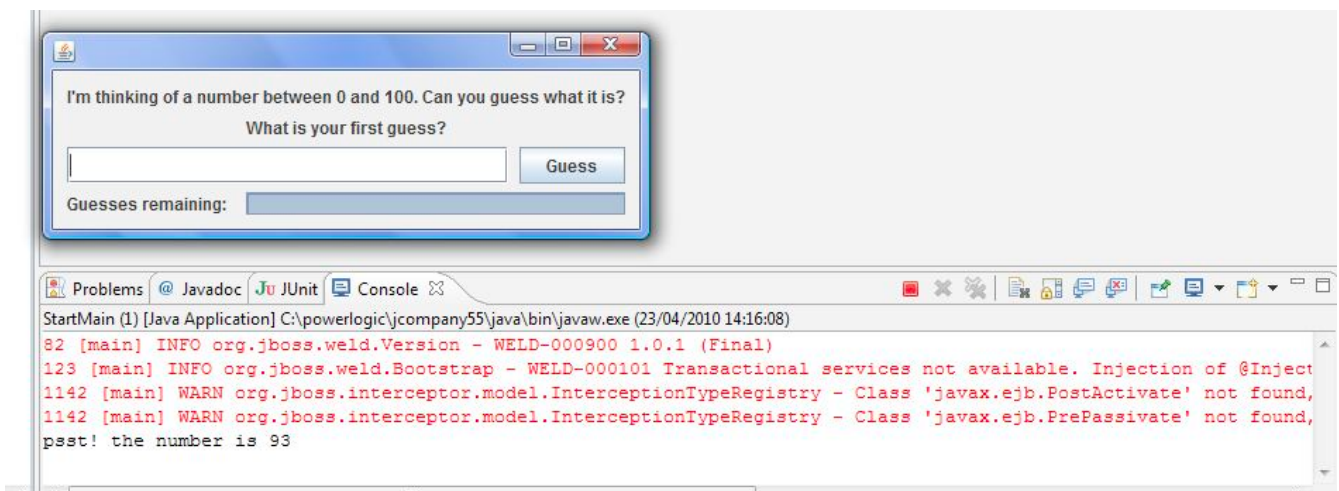 I'm thinking of a number between 0 and 100. Can you guess what it is?
What is your first guess?
Guess
Guesses remaining:
Problems @ Javadoc Ju JUnit Console
StartMain (1) [Java Application] C:\powerlogic\jcompany55\java\bin\javaw.exe (23/04/2010 14:16:08)
82 [main] INFO org.jboss.weld.Version - WELD-000900 1.0.1 (Final)
123 [main] INFO org.jboss.weld.Bootstrap - WELD-000101 Transactional services not available. Injection of @Inject
1142 [main] WARN org.jboss.interceptor.model.InterceptionTypeRegistry - Class 'javax.ejb.PostActivate' not found,
1142 [main] WARN org.jboss.interceptor.model.InterceptionTypeRegistry - Class 'javax.ejb.PrePassivate' not found,
psst! the number is 93